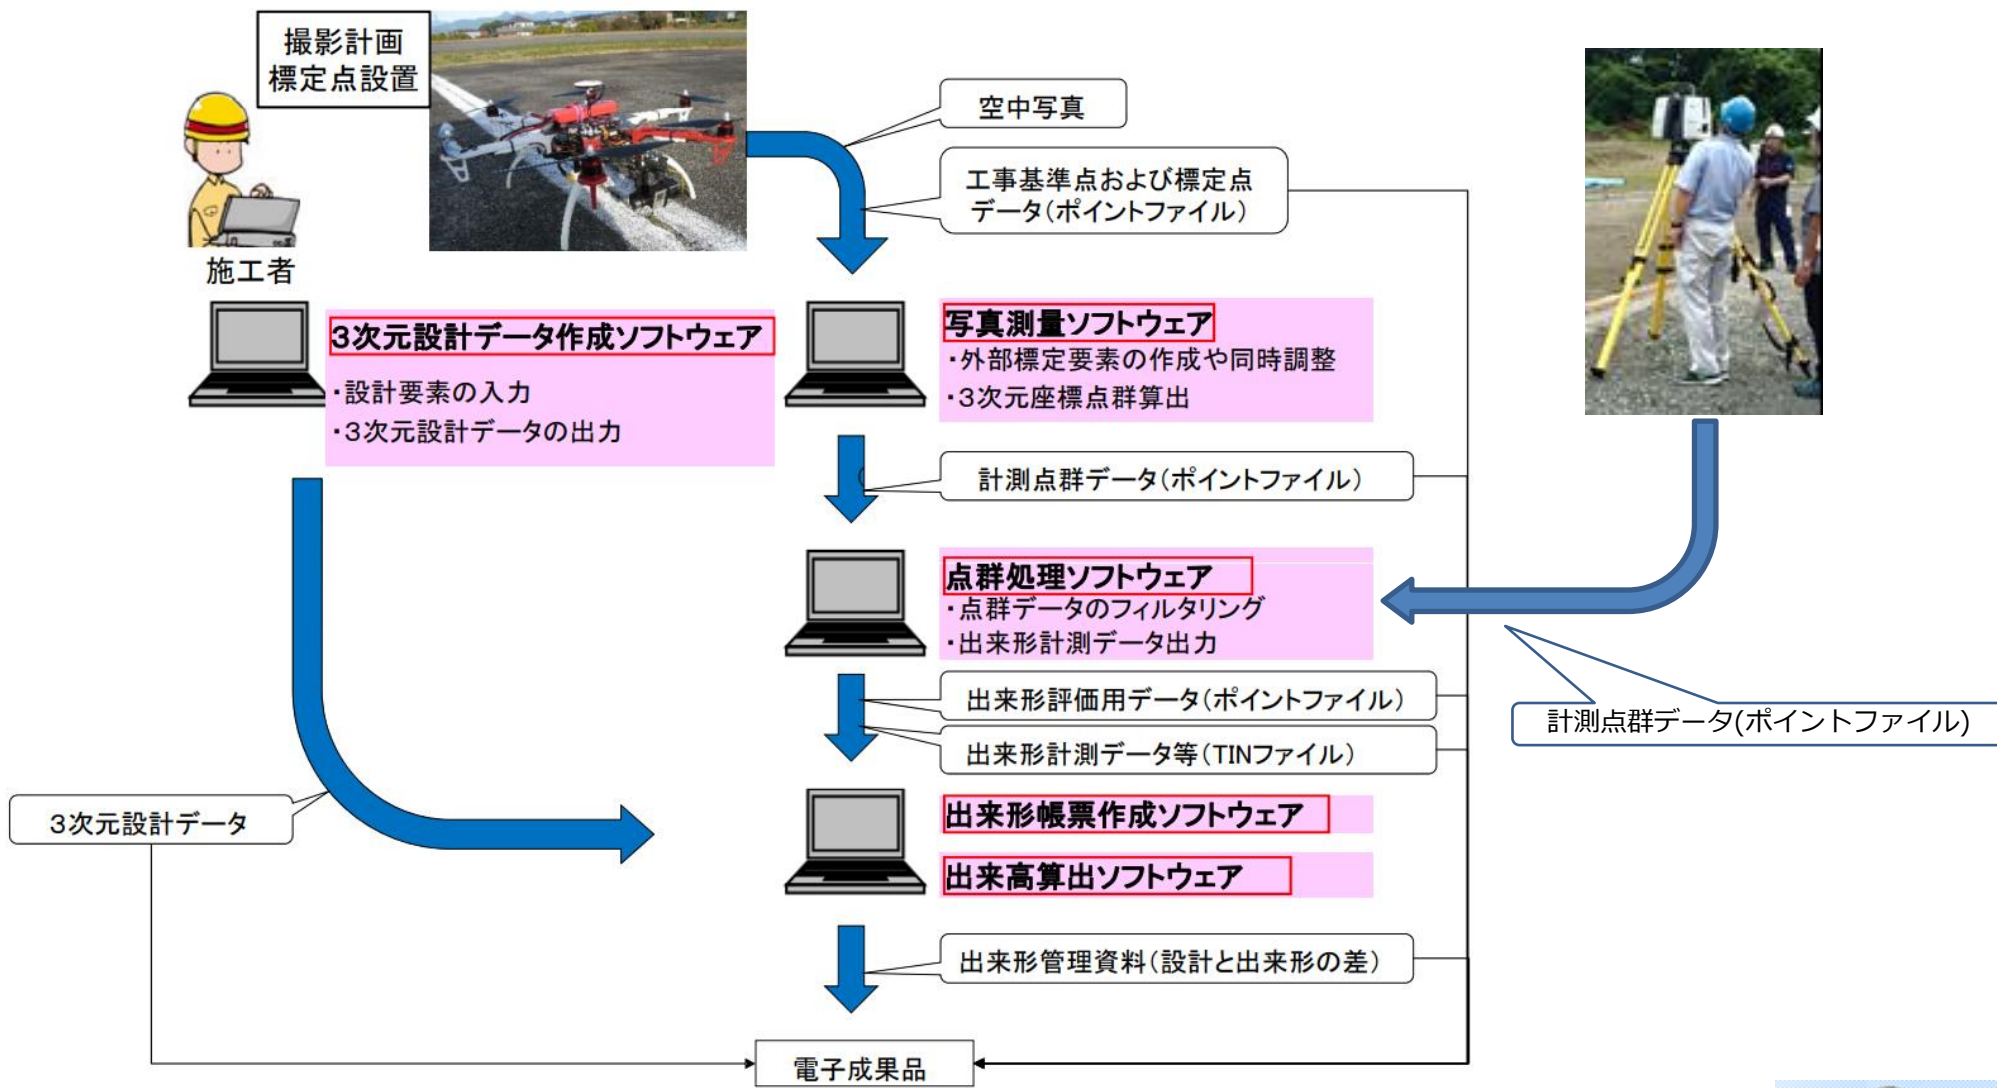 撮影計画
標定点設置
施工者
空中写真
工事基準点および標定点
データ(ポイントファイル)
3次元設計データ作成ソフトウェア
・設計要素の入力
・3次元設計データの出力
写真測量ソフトウェア
・外部標定要素の作成や同時調整
・3次元座標点群算出
計測点群データ(ポイントファイル)
点群処理ソフトウェア
・点群データのフィルタリング
・出来形計測データ出力
計測点群データ(ポイントファイル)
出来形評価用データ(ポイントファイル)
出来形計測データ等(TINファイル)
3次元設計データ
出来形帳票作成ソフトウェア
出来高算出ソフトウェア
出来形管理資料(設計と出来形の差)
電子成果品